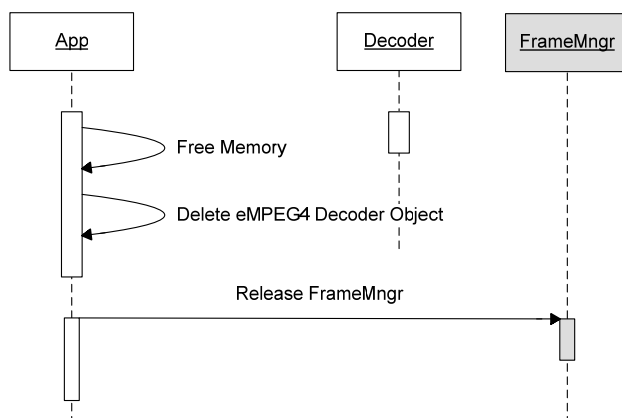 App
Decoder
FrameMngr
Free Memory
Delete eMPEG4 Decoder Object
Release FrameMngr